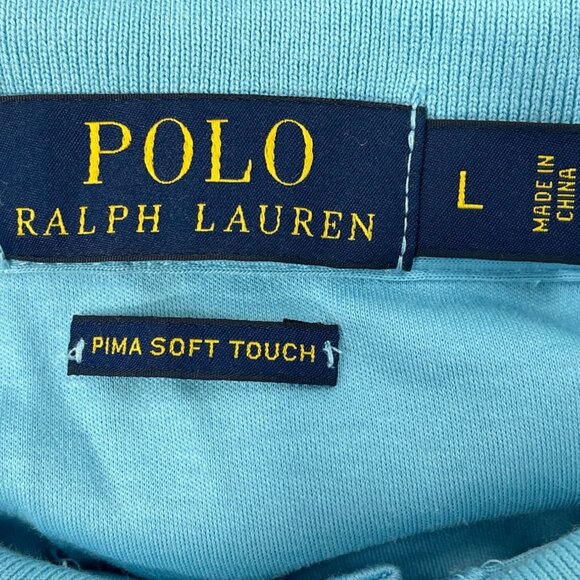 POLO
RALPH LAUREN
L
MADE IN
CHINA
PIMA SOFT TOUCH